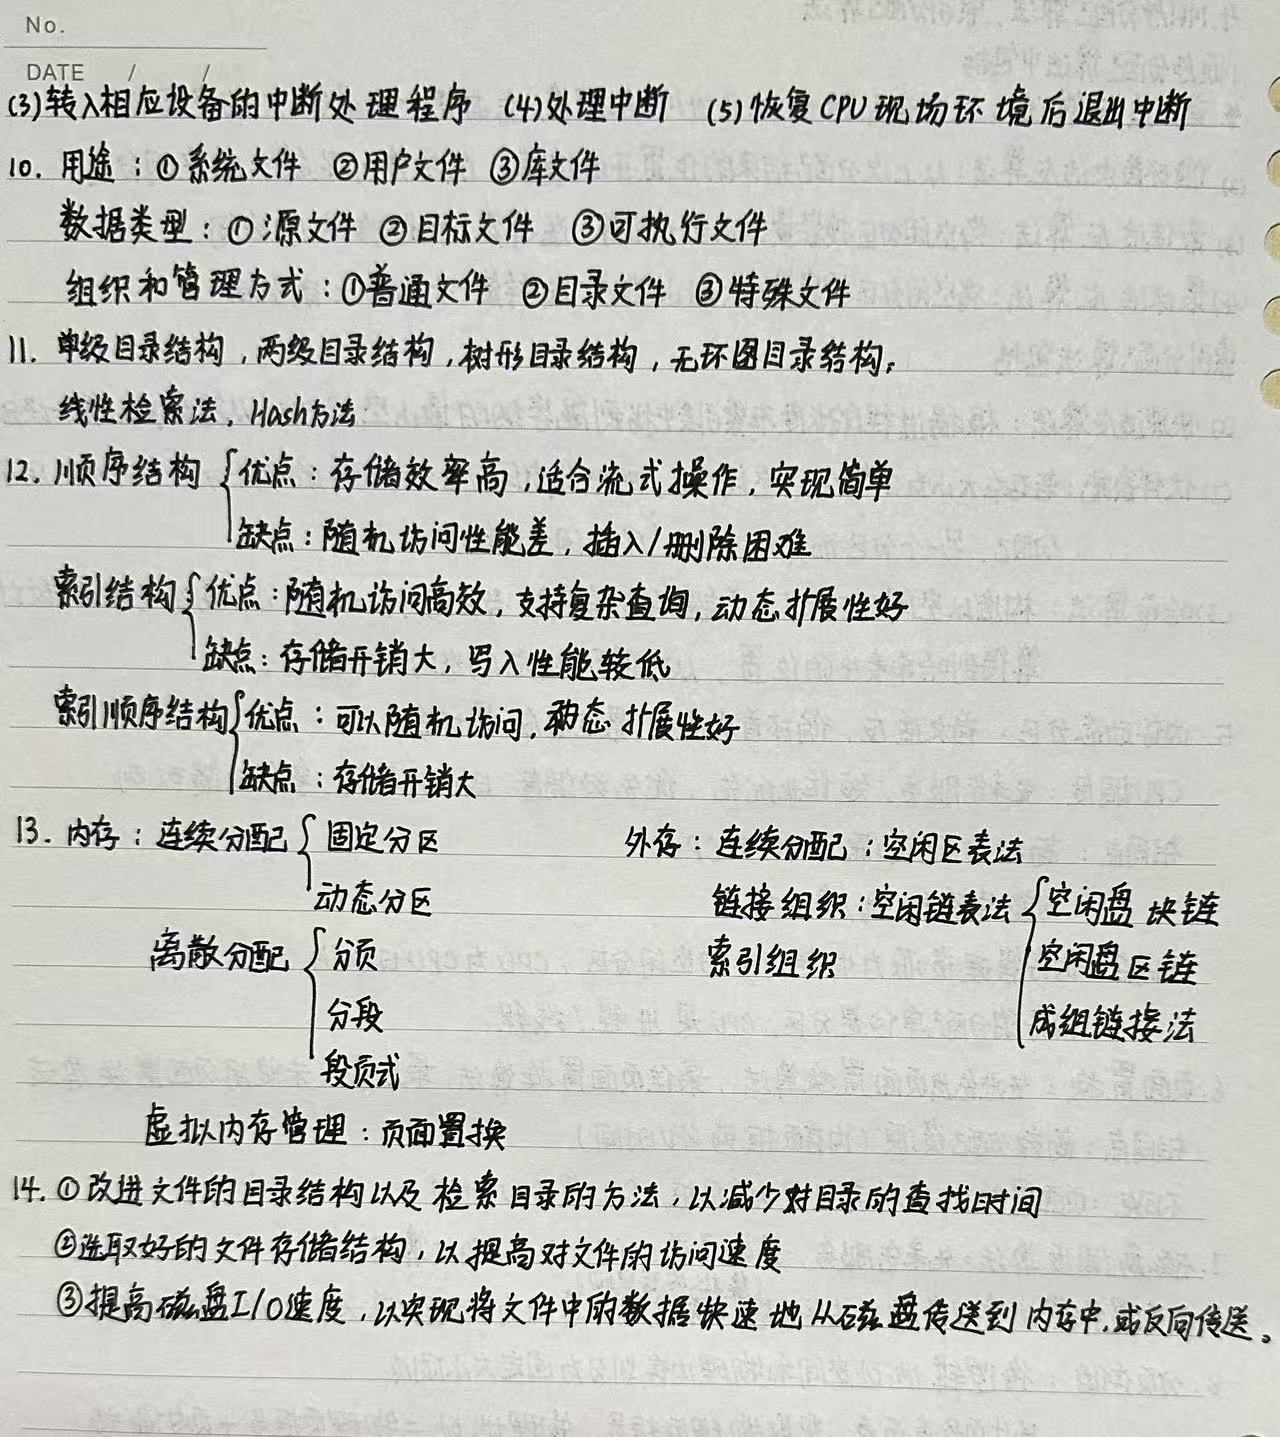 No.
DATE / /
(3)转入相应设备的中断处理程序 (4)处理中断 (5)恢复CPU现场环境后退出中断
10. 用途：①系统文件 ②用户文件 ③库文件
数据类型：①源文件 ②目标文件 ③可执行文件
组织和管理方式：①普通文件 ②目录文件 ③特殊文件
11. 单级目录结构，两级目录结构，树形目录结构，无环图目录结构；
线性检索法，Hash方法
12. 顺序结构 优点：存储效率高，适合流式操作，实现简单
缺点：随机访问性能差，插入/删除困难
索引结构 优点：随机访问高效，支持复杂查询，动态扩展性好
缺点：存储开销大，写入性能较低
索引顺序结构 优点：可以随机访问，动态扩展性好
缺点：存储开销大
13. 内存：连续分配 固定分区 外存：连续分配：空闲区表法
动态分区 链接组织：空闲链表法 空闲盘块链
离散分配 分页 索引组织 空闲盘区链
分段 成组链接法
段页式
虚拟内存管理：页面置换
14. ①改进文件的目录结构以及检索目录的方法，以减少对目录的查找时间
②选取好的文件存储结构，以提高对文件的访问速度
③提高磁盘I/O速度，以实现将文件中的数据快速地从磁盘传送到内存中，或反向传送。